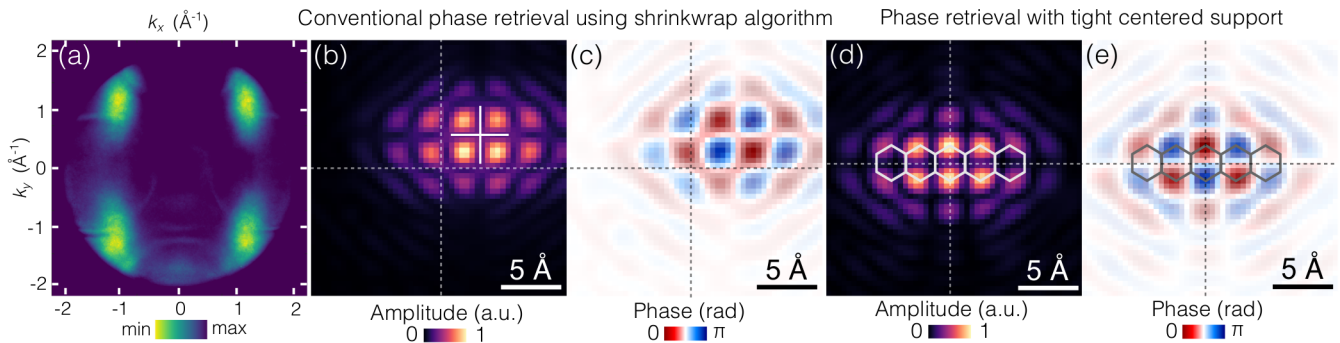 kx (Å-1) Conventional phase retrieval using shrinkwrap algorithm Phase retrieval with tight centered support
(a) (b) (c) (d) (e)
2
1
0
-1
-2
ky (Å-1)
-2 -1 0 1 2
5 Å 5 Å 5 Å 5 Å
min max
Amplitude (a.u.) Phase (rad) Amplitude (a.u.) Phase (rad)
0 1 0 π 0 1 0 π